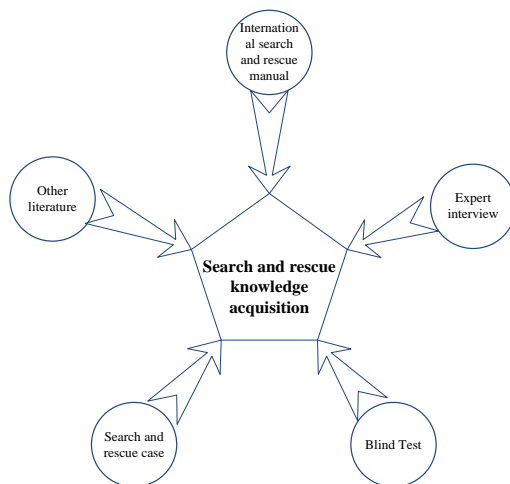 Internation
al search
and rescue
manual
Other
literature
Expert
interview
Search and rescue
knowledge
acquisition
Search and
rescue case
Blind Test